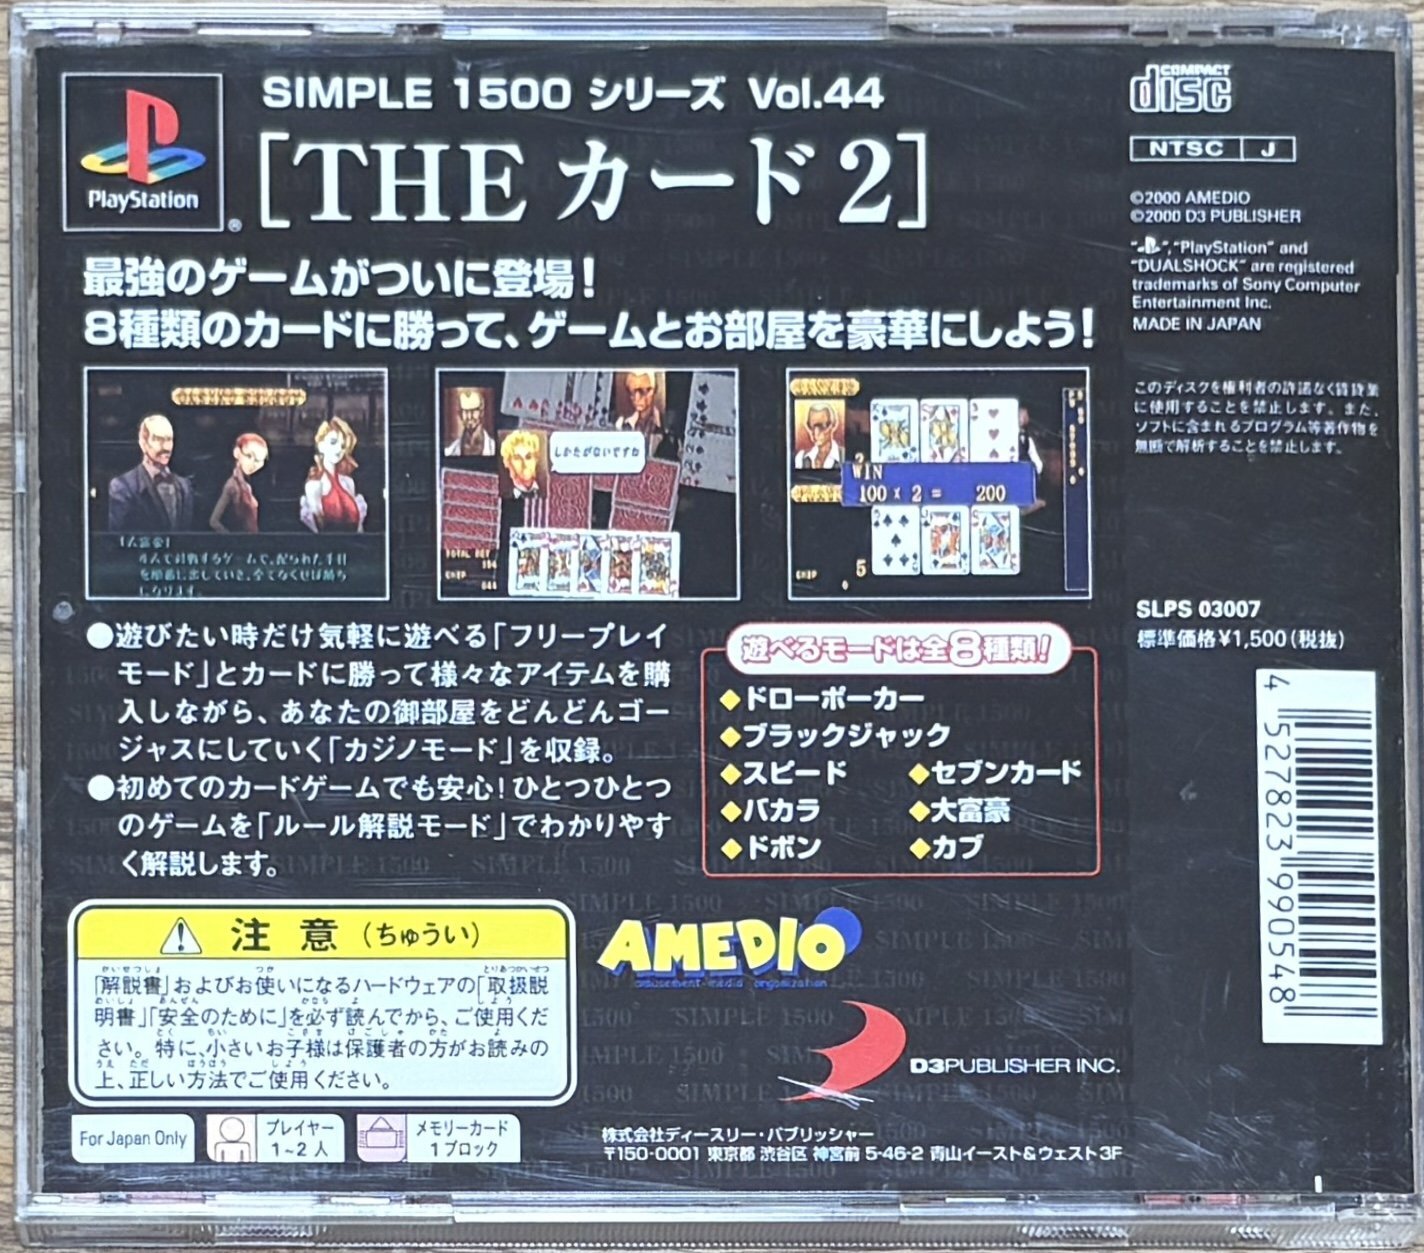 SIMPLE 1500 シリーズ Vol.44
[THE カード2]
PlayStation
®
最強のゲームがついに登場!
8種類のカードに勝って、ゲームとお部屋を豪華にしよう!
しかたがないですね
TOTAL BET
CHIP
WIN
100 × 2 = 200
5
CHIP
●遊びたい時だけ気軽に遊べる「フリープレイ
モード」とカードに勝って様々なアイテムを購
入しながら、あなたの御部屋をどんどんゴー
ジャスにしていく「カジノモード」を収録。
●初めてのカードゲームでも安心!ひとつひとつ
のゲームを「ルール解説モード」でわかりやす
く解説します。
遊べるモードは全8種類!
◆ドローポーカー
◆ブラックジャック
◆スピード ◆セブンカード
◆バカラ ◆大富豪
◆ドボン ◆カブ
注意(ちゅうい)
「解説書」およびお使いになるハードウェアの「取扱説
明書」「安全のために」を必ず読んでから、ご使用くだ
さい。特に、小さいお子様は保護者の方がお読みの
上、正しい方法でご使用ください。
For Japan Only
プレイヤー
1~2人
メモリーカード
1ブロック
AMEDIO
amusement media organization
D3PUBLISHER INC.
株式会社ディースリー・パブリッシャー
〒150-0001 東京都 渋谷区 神宮前 5-46-2 青山イースト&ウェスト3F
COMPACT
disc
NTSC J
©2000 AMEDIO
©2000 D3 PUBLISHER
" ", "PlayStation" and
"DUALSHOCK" are registered
trademarks of Sony Computer
Entertainment Inc.
MADE IN JAPAN
このディスクを権利者の許諾なく賃貸業
に使用することを禁止します。また、
ソフトに含まれるプログラム等著作物を
無断で解析することを禁止します。
SLPS 03007
標準価格¥1,500(税抜)
4 527823 990548